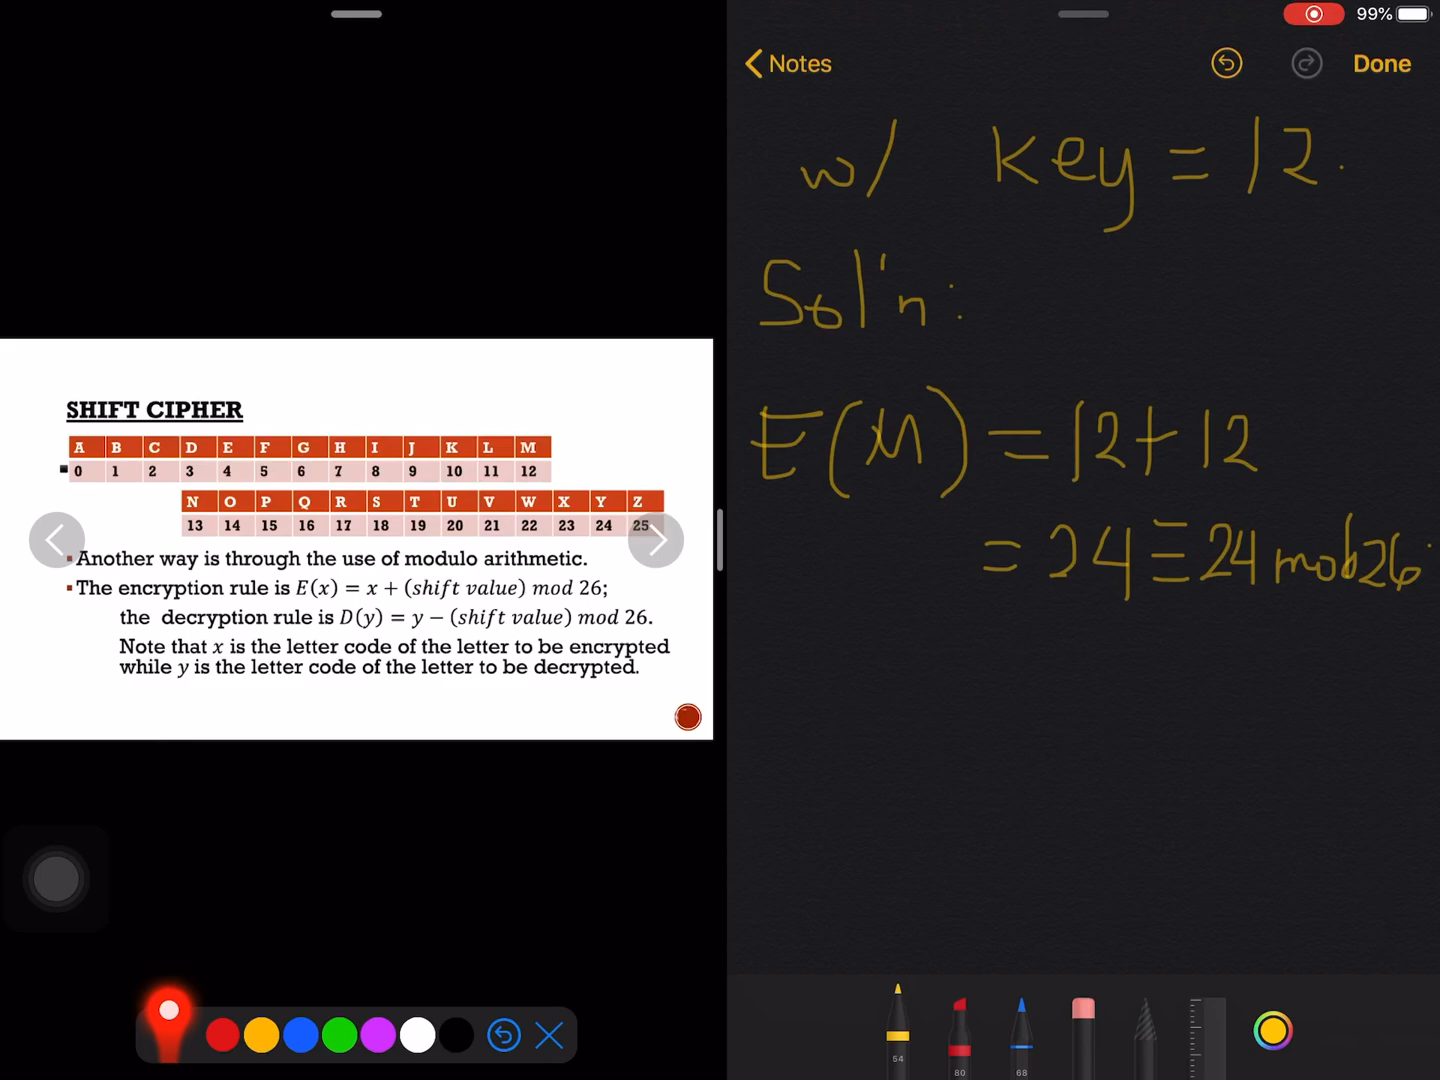 99%
Notes
Done
w/ Key = 12.
Sol'n:
E(M) = 12 + 12
= 24 ≡ 24 mod 26.
SHIFT CIPHER
A B C D E F G H I J K L M
0 1 2 3 4 5 6 7 8 9 10 11 12
N O P Q R S T U V W X Y Z
13 14 15 16 17 18 19 20 21 22 23 24 25
▪ Another way is through the use of modulo arithmetic.
▪ The encryption rule is E(x) = x + (shift value) mod 26;
the decryption rule is D(y) = y − (shift value) mod 26.
Note that x is the letter code of the letter to be encrypted
while y is the letter code of the letter to be decrypted.
54
80
68